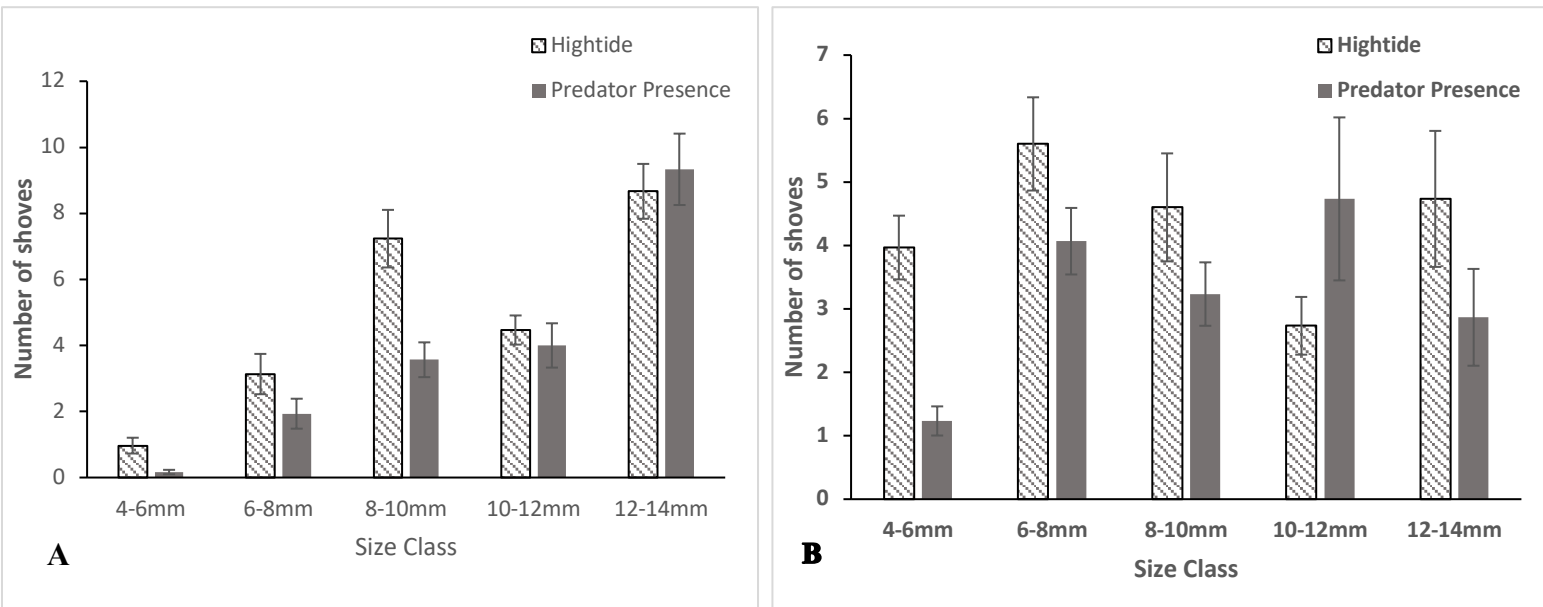 Hightide
Predator Presence
12
10
8
6
4
2
0
Number of shoves
4-6mm 6-8mm 8-10mm 10-12mm 12-14mm
Size Class
A
Hightide
Predator Presence
7
6
5
4
3
2
1
0
Number of shoves
4-6mm 6-8mm 8-10mm 10-12mm 12-14mm
Size Class
B